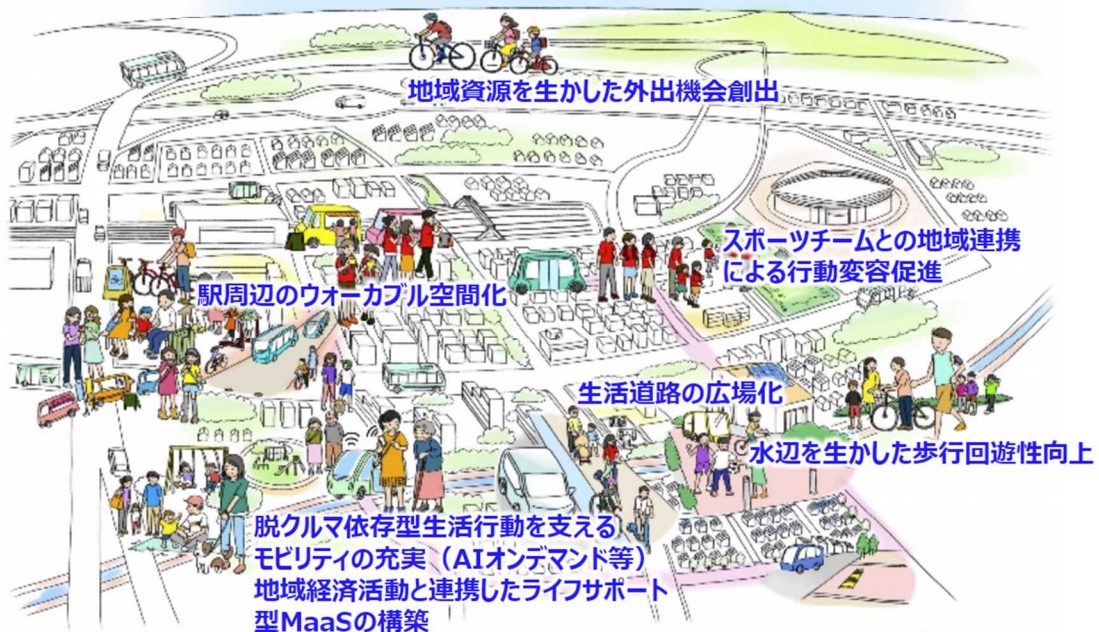 地域資源を生かした外出機会創出
スポーツチームとの地域連携
による行動変容促進
駅周辺のウォーカブル空間化
生活道路の広場化
水辺を生かした歩行回遊性向上
脱クルマ依存型生活行動を支える
モビリティの充実（AIオンデマンド等）
地域経済活動と連携したライフサポート
型MaaSの構築